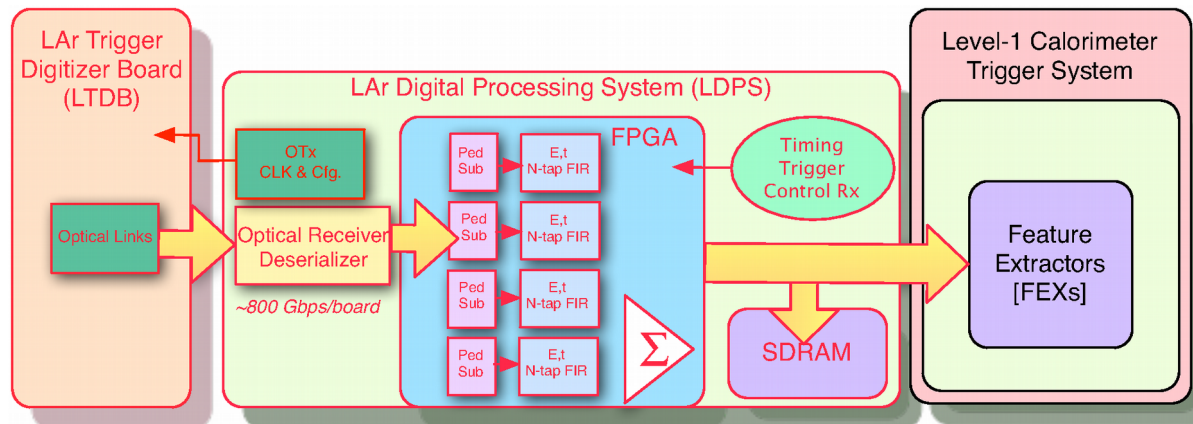 LAr Trigger
Digitizer Board
(LTDB)
Optical Links
LAr Digital Processing System (LDPS)
OTx
CLK & Cfg.
Optical Receiver
Deserializer
~800 Gbps/board
FPGA
Ped
Sub
E,t
N-tap FIR
Ped
Sub
E,t
N-tap FIR
Ped
Sub
E,t
N-tap FIR
Ped
Sub
E,t
N-tap FIR
Σ
Timing
Trigger
Control Rx
SDRAM
Level-1 Calorimeter
Trigger System
Feature
Extractors
[FEXs]